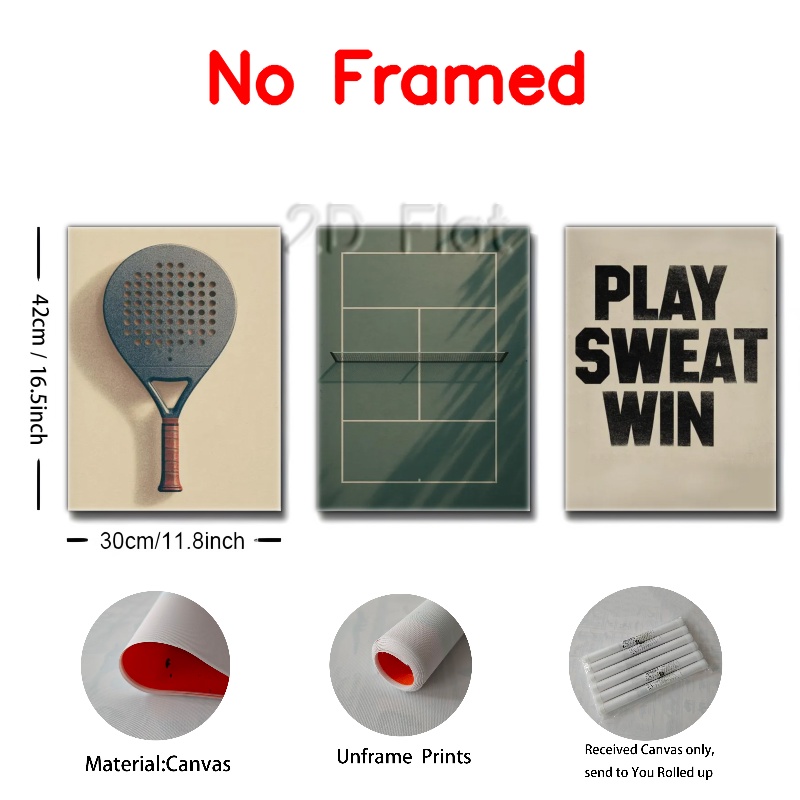 No Framed
2D Flat
42cm / 16.5inch
PLAY
SWEAT
WIN
30cm/11.8inch
Material:Canvas
Unframe Prints
Received Canvas only,
send to You Rolled up